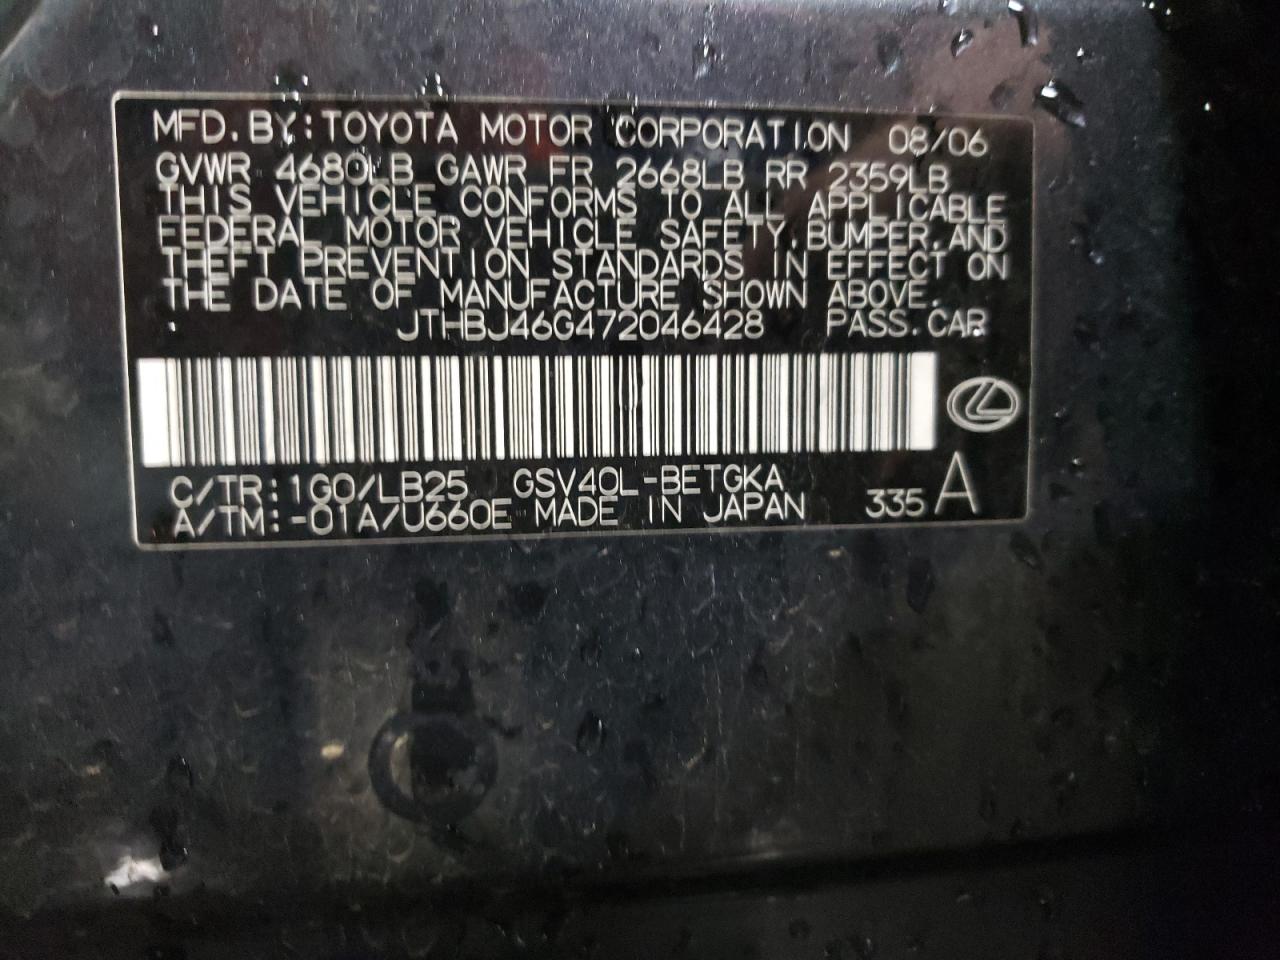 MFD. BY: TOYOTA MOTOR CORPORATION 08/06
GVWR 4680LB GAWR FR 2668LB RR 2359LB
THIS VEHICLE CONFORMS TO ALL APPLICABLE
FEDERAL MOTOR VEHICLE SAFETY, BUMPER, AND
THEFT PREVENTION STANDARDS IN EFFECT ON
THE DATE OF MANUFACTURE SHOWN ABOVE.
JTHBJ46G472046428 PASS. CAR
C/TR: 1G0/LB25 GSV40L-BETGKA
A/TM: -01A/U660E MADE IN JAPAN 335 A